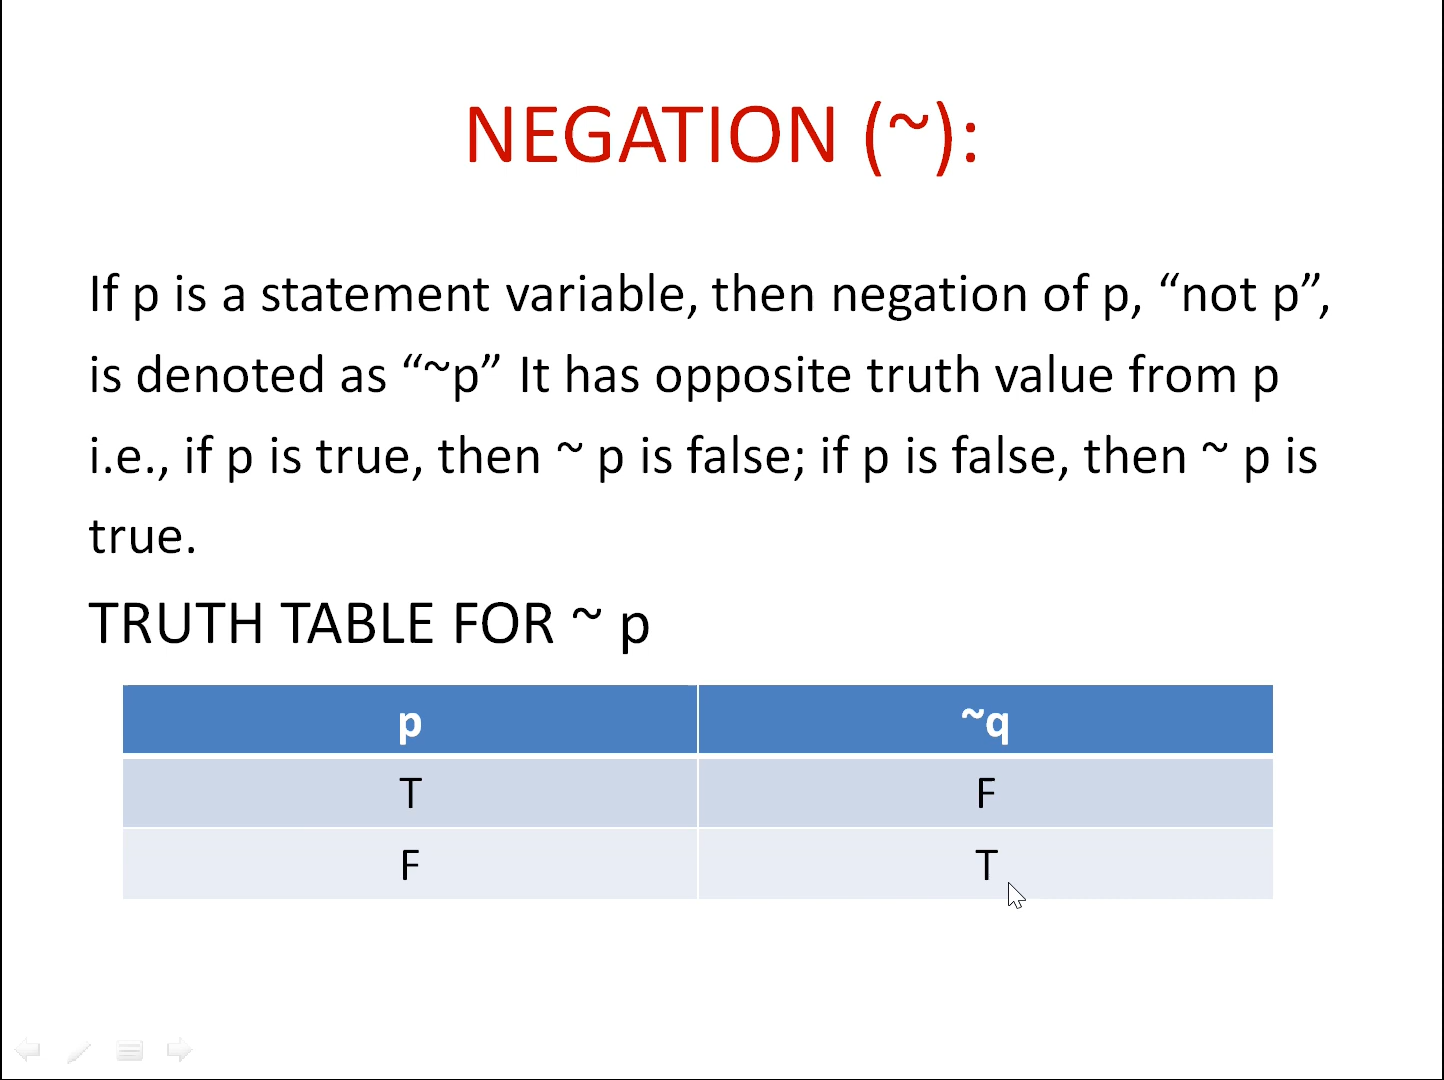 NEGATION (~):
If p is a statement variable, then negation of p, “not p”,
is denoted as “~p” It has opposite truth value from p
i.e., if p is true, then ~ p is false; if p is false, then ~ p is
true.
TRUTH TABLE FOR ~ p
p ~q
T F
F T